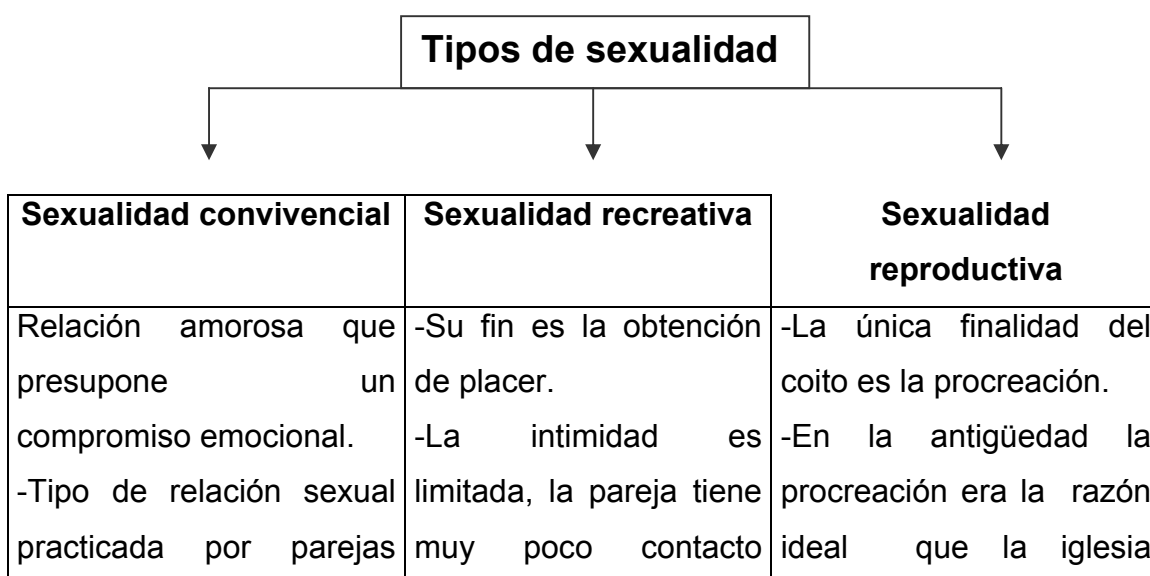 Tipos de sexualidad
Sexualidad convivencial
Relación amorosa que
presupone un
compromiso emocional.
-Tipo de relación sexual
practicada por parejas
Sexualidad recreativa
-Su fin es la obtención
de placer.
-La intimidad es
limitada, la pareja tiene
muy poco contacto
Sexualidad
reproductiva
-La única finalidad del
coito es la procreación.
-En la antigüedad la
procreación era la razón
ideal que la iglesia